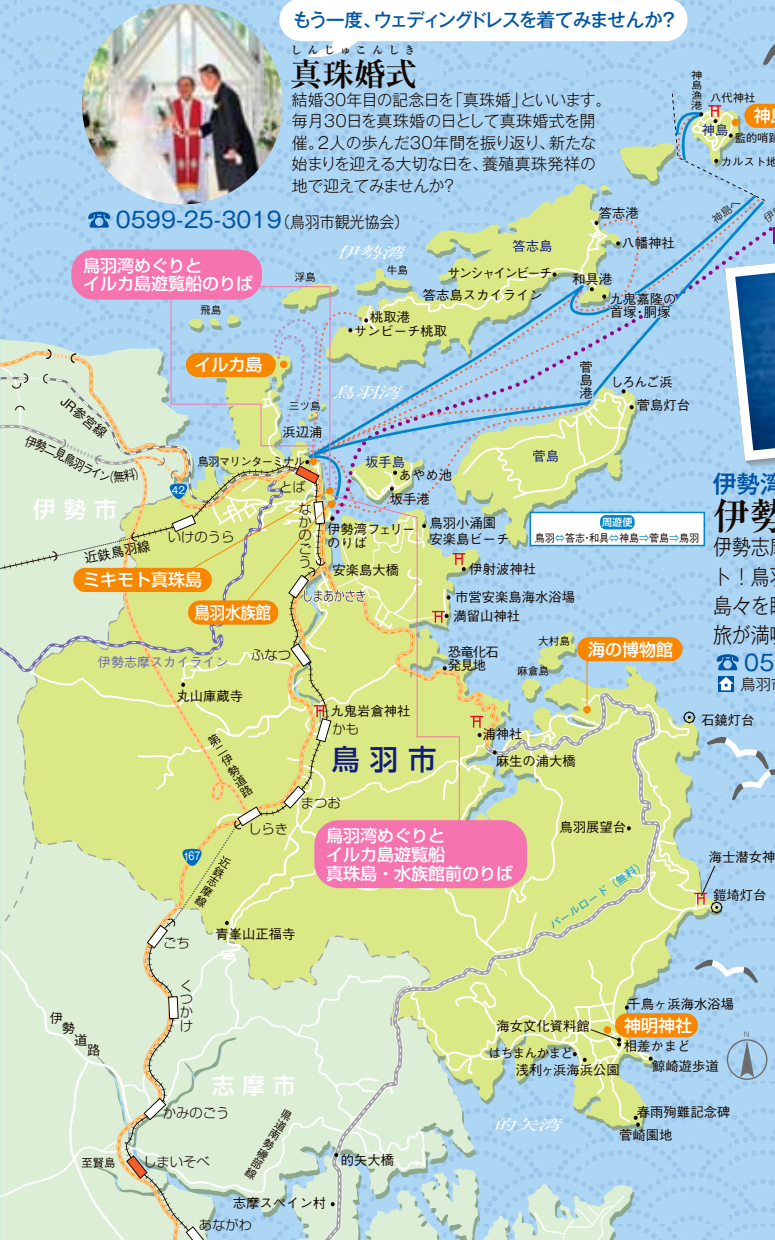 もう一度、ウェディングドレスを着てみませんか?
しんじゅこんしき
真珠婚式
結婚30年目の記念日を「真珠婚」といいます。
毎月30日を真珠婚の日として真珠婚式を開
催。2人の歩んだ30年間を振り返り、新たな
始まりを迎える大切な日を、養殖真珠発祥の
地で迎えてみませんか?
☎ 0599-25-3019(鳥羽市観光協会)
神島漁港
八代神社
神島
神島
監的哨跡
カルスト地
神島へ
答志港
八幡神社
答志島
サンシャインビーチ
和具港
答志島スカイライン
九鬼嘉隆の
首塚・胴塚
伊勢湾
浮島
牛島
飛島
桃取港
サンビーチ桃取
鳥羽湾めぐりと
イルカ島遊覧船のりば
イルカ島
三ツ島
鳥羽湾
浜辺浦
菅島港
しろんご浜
菅島灯台
菅島
JR参宮線
伊勢二見鳥羽ライン(無料)
42
伊勢市
鳥羽マリンターミナル
とば
坂手島
あやめ池
坂手港
いけのうら
近鉄鳥羽線
なかのごう
伊勢湾フェリー
のりば
鳥羽小涌園
安楽島ビーチ
周遊便
鳥羽⇔答志・和具⇔神島⇒菅島⇒鳥羽
伊勢湾
伊勢
伊勢志
ト!鳥羽
島々を
旅が満
☎ 05
鳥羽市
ミキモト真珠島
鳥羽水族館
安楽島大橋
しまあかさき
伊射波神社
市営安楽島海水浴場
満留山神社
ふなつ
恐竜化石
発見地
大村島
麻倉島
海の博物館
伊勢志摩スカイライン
丸山庫蔵寺
九鬼岩倉神社
かも
浦神社
麻生の浦大橋
石鏡灯台
鳥羽市
第二伊勢道路
まつお
しらき
鳥羽湾めぐりと
イルカ島遊覧船
真珠島・水族館前のりば
鳥羽展望台
167
近鉄志摩線
海士潜女神
鎧埼灯台
パールロード(無料)
青峯山正福寺
ごち
くつかけ
伊勢道路
千鳥ヶ浜海水浴場
海女文化資料館
神明神社
相差かまど
はちまんかまど
浅利ヶ浜海浜公園
鯨崎遊歩道
N
志摩市
かみのごう
県道南勢磯部線
的矢湾
春雨殉難記念碑
菅崎園地
至賢島
しまいそべ
的矢大橋
志摩スペイン村
あながわ